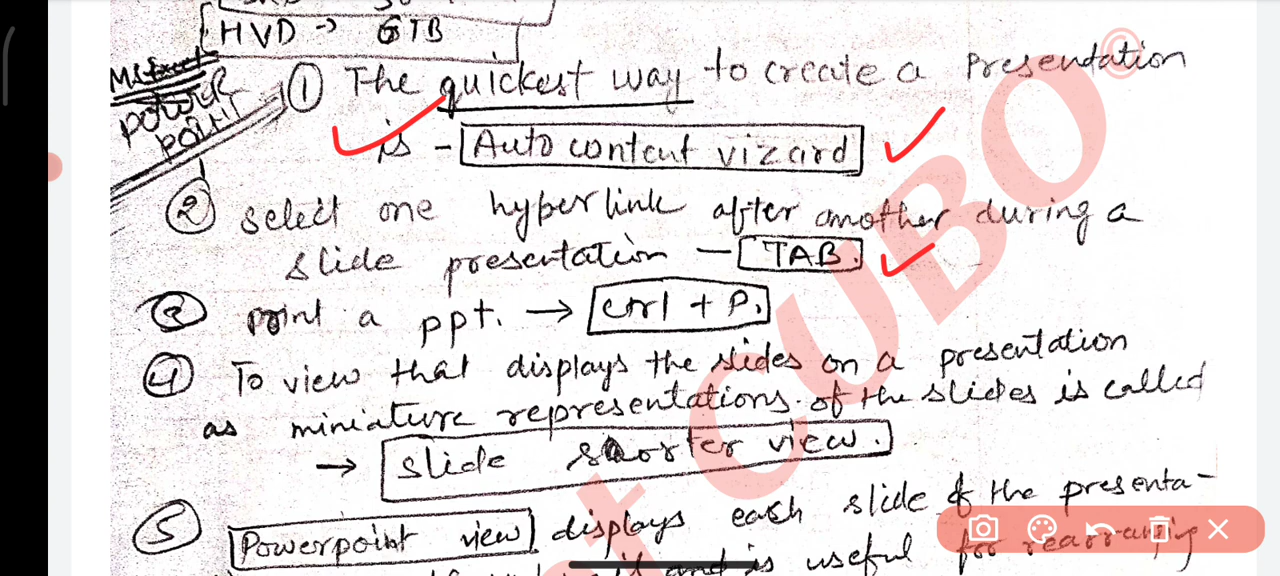 HVD → GTB
POWER
POINT
① The quickest way to create a presentation
is - Auto content vizard
② select one hyperlink after another during a
slide presentation — TAB.
③ print a ppt. → ctrl + P.
④ To view that displays the slides on a presentation
as miniature representations of the slides is called
→ slide shorter view.
⑤ Powerpoint view displays each slide of the presenta-
is useful for rearranging
CUBO ©